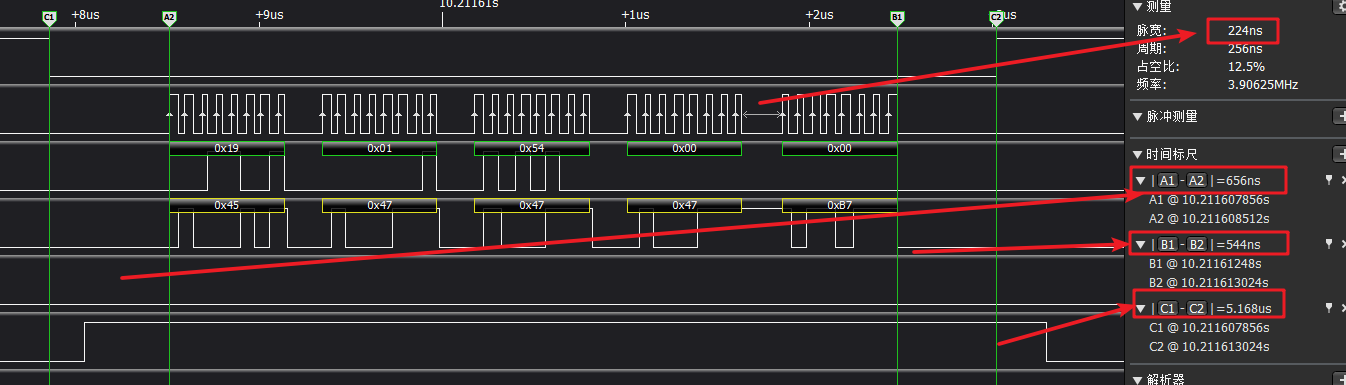 10.21161s
C1 +8us A2 +9us +1us +2us B1 C2 3us
0x19 0x01 0x54 0x00 0x00
0x45 0x47 0x47 0x47 0xB7
测量
脉宽: 224ns
周期: 256ns
占空比: 12.5%
频率: 3.90625MHz
脉冲测量
时间标尺
| A1 - A2 | =656ns
A1 @ 10.211607856s
A2 @ 10.211608512s
| B1 - B2 | =544ns
B1 @ 10.21161248s
B2 @ 10.211613024s
| C1 - C2 | =5.168us
C1 @ 10.211607856s
C2 @ 10.211613024s
解析器